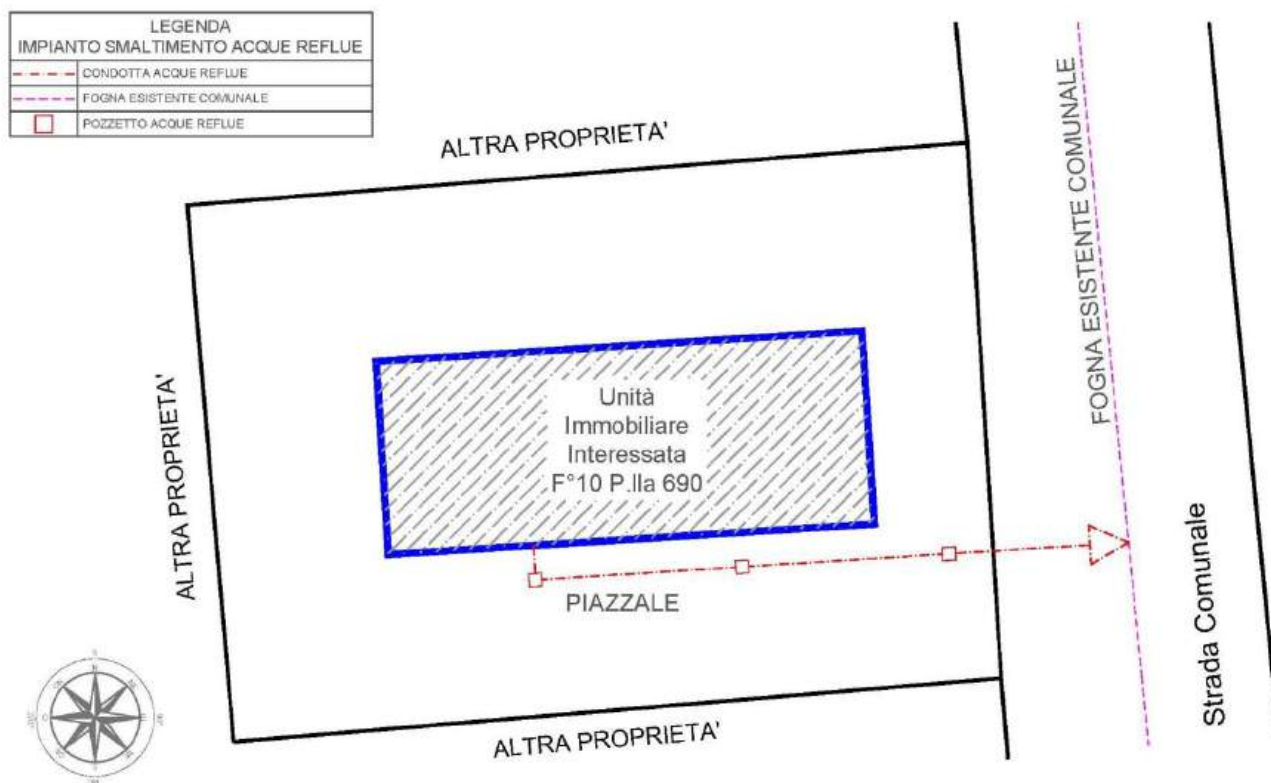 LEGENDA
IMPIANTO SMALTIMENTO ACQUE REFLUE
CONDOTTA ACQUE REFLUE
FOGNA ESISTENTE COMUNALE
POZZETTO ACQUE REFLUE
ALTRA PROPRIETA'
FOGNA ESISTENTE COMUNALE
ALTRA PROPRIETA'
Unità
Immobiliare
Interessata
F°10 P.lla 690
PIAZZALE
Strada Comunale
ALTRA PROPRIETA'